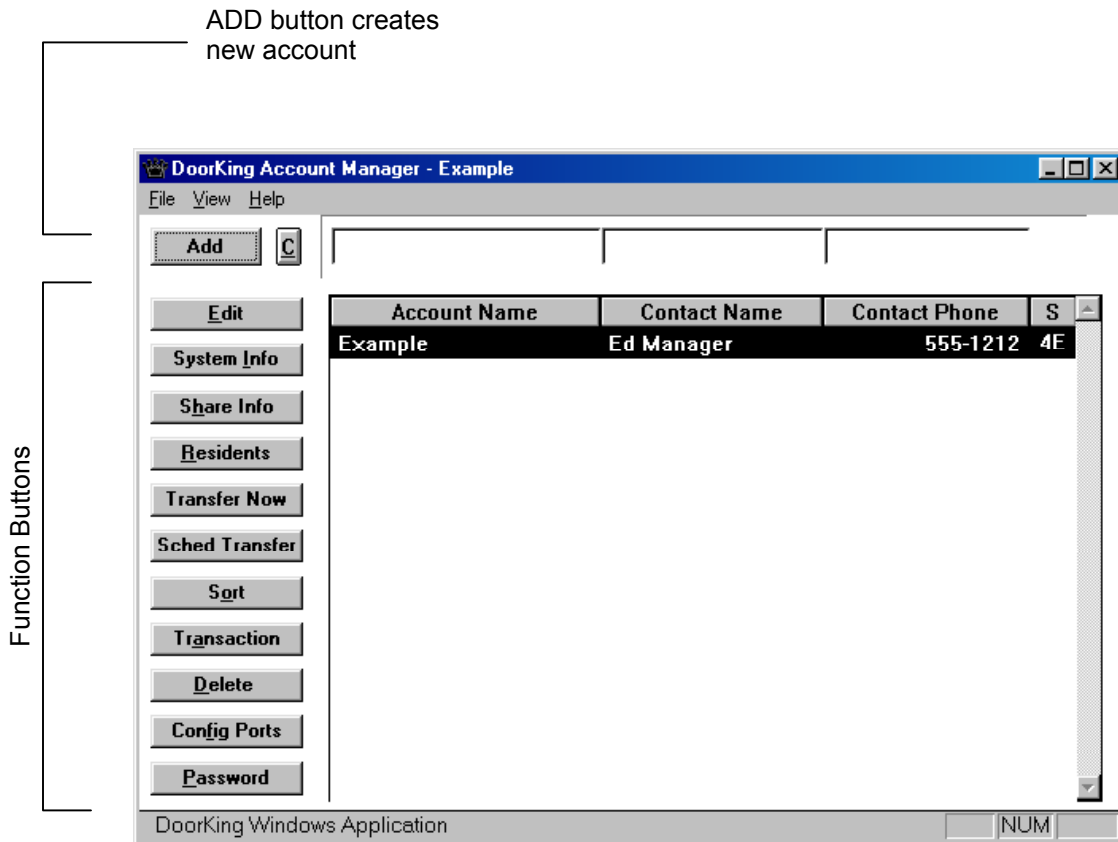 ADD button creates
new account
DoorKing Account Manager - Example
File View Help
Add C
Edit
System Info
Share Info
Residents
Transfer Now
Sched Transfer
Sort
Transaction
Delete
Config Ports
Password
Function Buttons
Account Name Contact Name Contact Phone S
Example Ed Manager 555-1212 4E
DoorKing Windows Application NUM